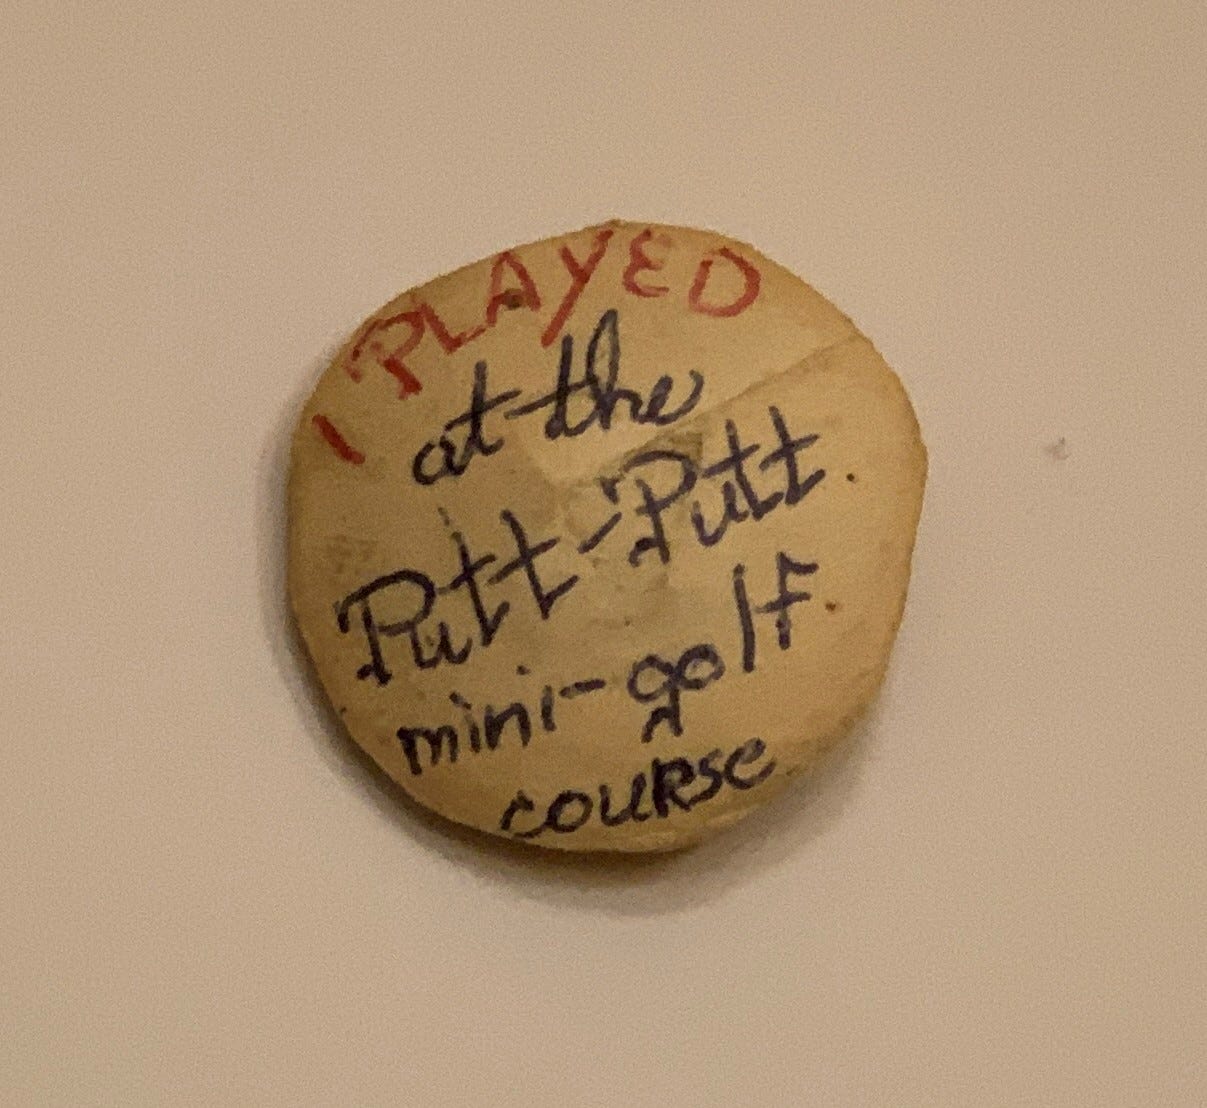 I PLAYED
at the
Putt-Putt
mini-golf
course